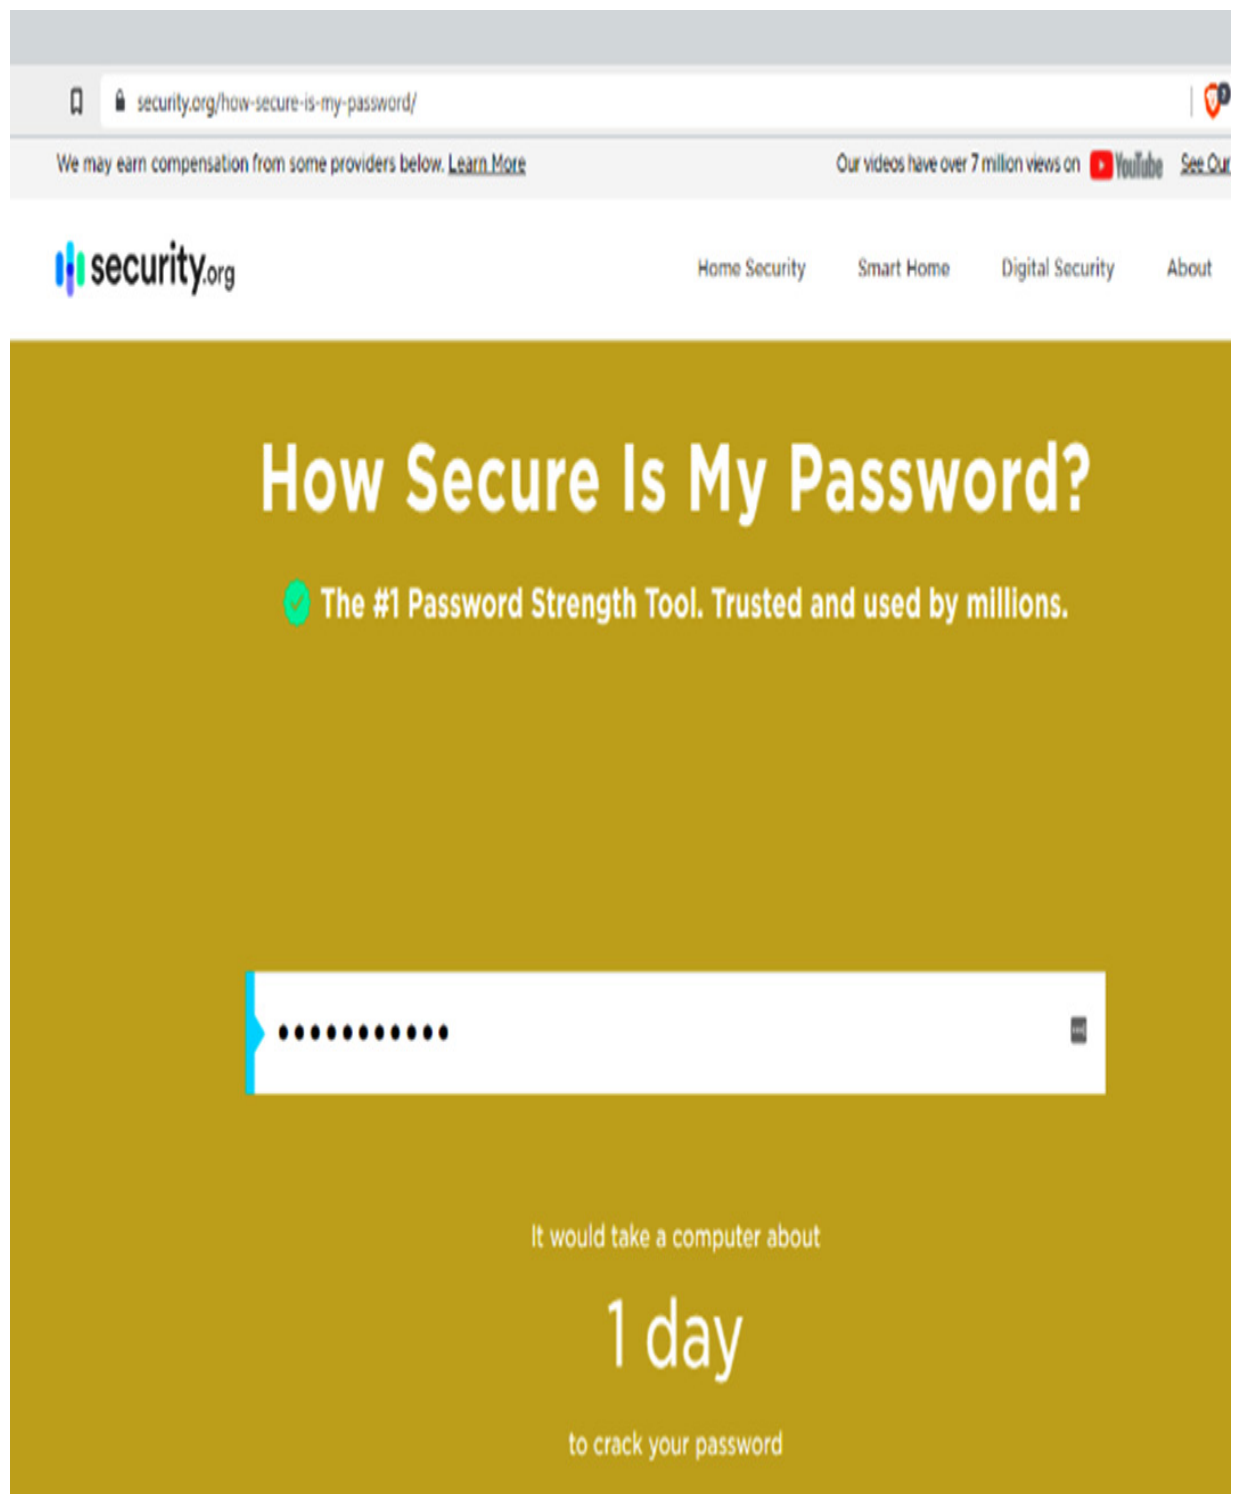 security.org/how-secure-is-my-password/
We may earn compensation from some providers below. Learn More
Our videos have over 7 million views on YouTube See Our
security.org
Home Security Smart Home Digital Security About
How Secure Is My Password?
The #1 Password Strength Tool. Trusted and used by millions.
•••••••••••
It would take a computer about
1 day
to crack your password